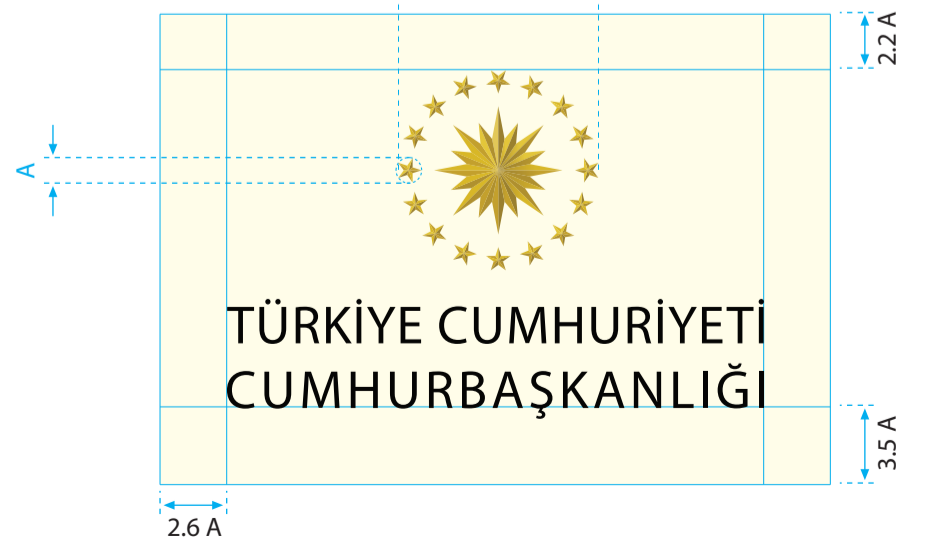 2.2 A
A
TÜRKİYE CUMHURİYETİ
CUMHURBAŞKANLIĞI
3.5 A
2.6 A